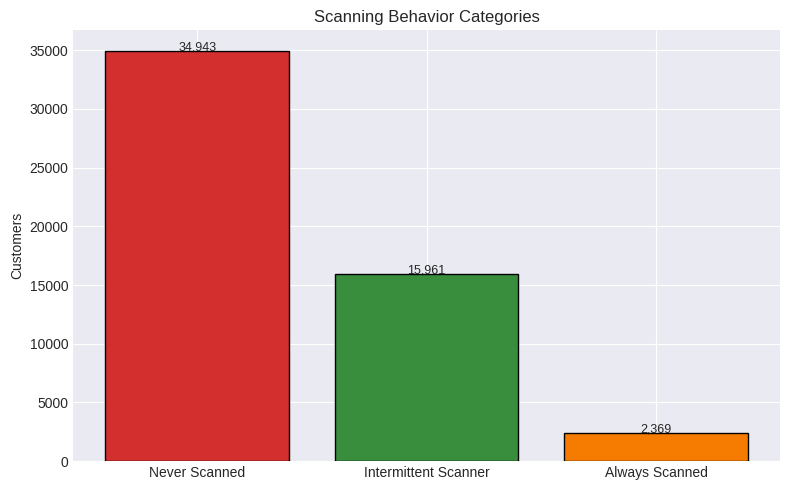 Scanning Behavior Categories
Customers
35000
30000
25000
20000
15000
10000
5000
0
34,943
15,961
2,369
Never Scanned
Intermittent Scanner
Always Scanned